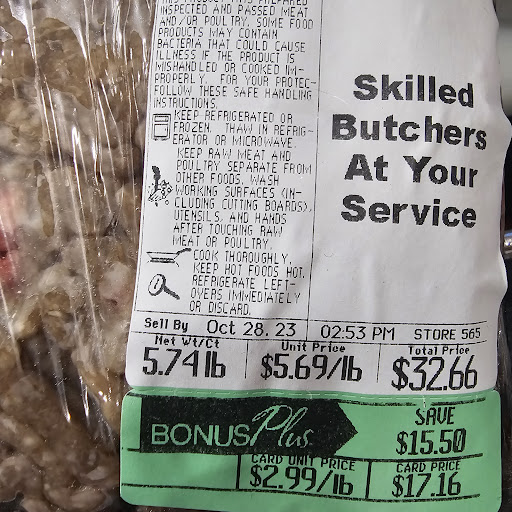 THIS PRODUCT WAS PREPARED
INSPECTED AND PASSED MEAT
AND/OR POULTRY. SOME FOOD
PRODUCTS MAY CONTAIN
BACTERIA THAT COULD CAUSE
ILLNESS IF THE PRODUCT IS
MISHANDLED OR COOKED IM-
PROPERLY. FOR YOUR PROTEC-
FOLLOW THESE SAFE HANDLING
INSTRUCTIONS.
KEEP REFRIGERATED OR
FROZEN. THAW IN REFRIG-
ERATOR OR MICROWAVE.
KEEP RAW MEAT AND
POULTRY SEPARATE FROM
OTHER FOODS. WASH
WORKING SURFACES (IN-
CLUDING CUTTING BOARDS),
UTENSILS, AND HANDS
AFTER TOUCHING RAW
MEAT OR POULTRY.
COOK THOROUGHLY.
KEEP HOT FOODS HOT.
REFRIGERATE LEFT-
OVERS IMMEDIATELY
OR DISCARD.
Skilled
Butchers
At Your
Service
Sell By Oct 28. 23 02:53 PM STORE 565
Net Wt/Ct Unit Price Total Price
5.74 lb $5.69/lb $32.66
BONUS Plus
SAVE
$15.50
CARD UNIT PRICE CARD PRICE
$2.99/lb $17.16